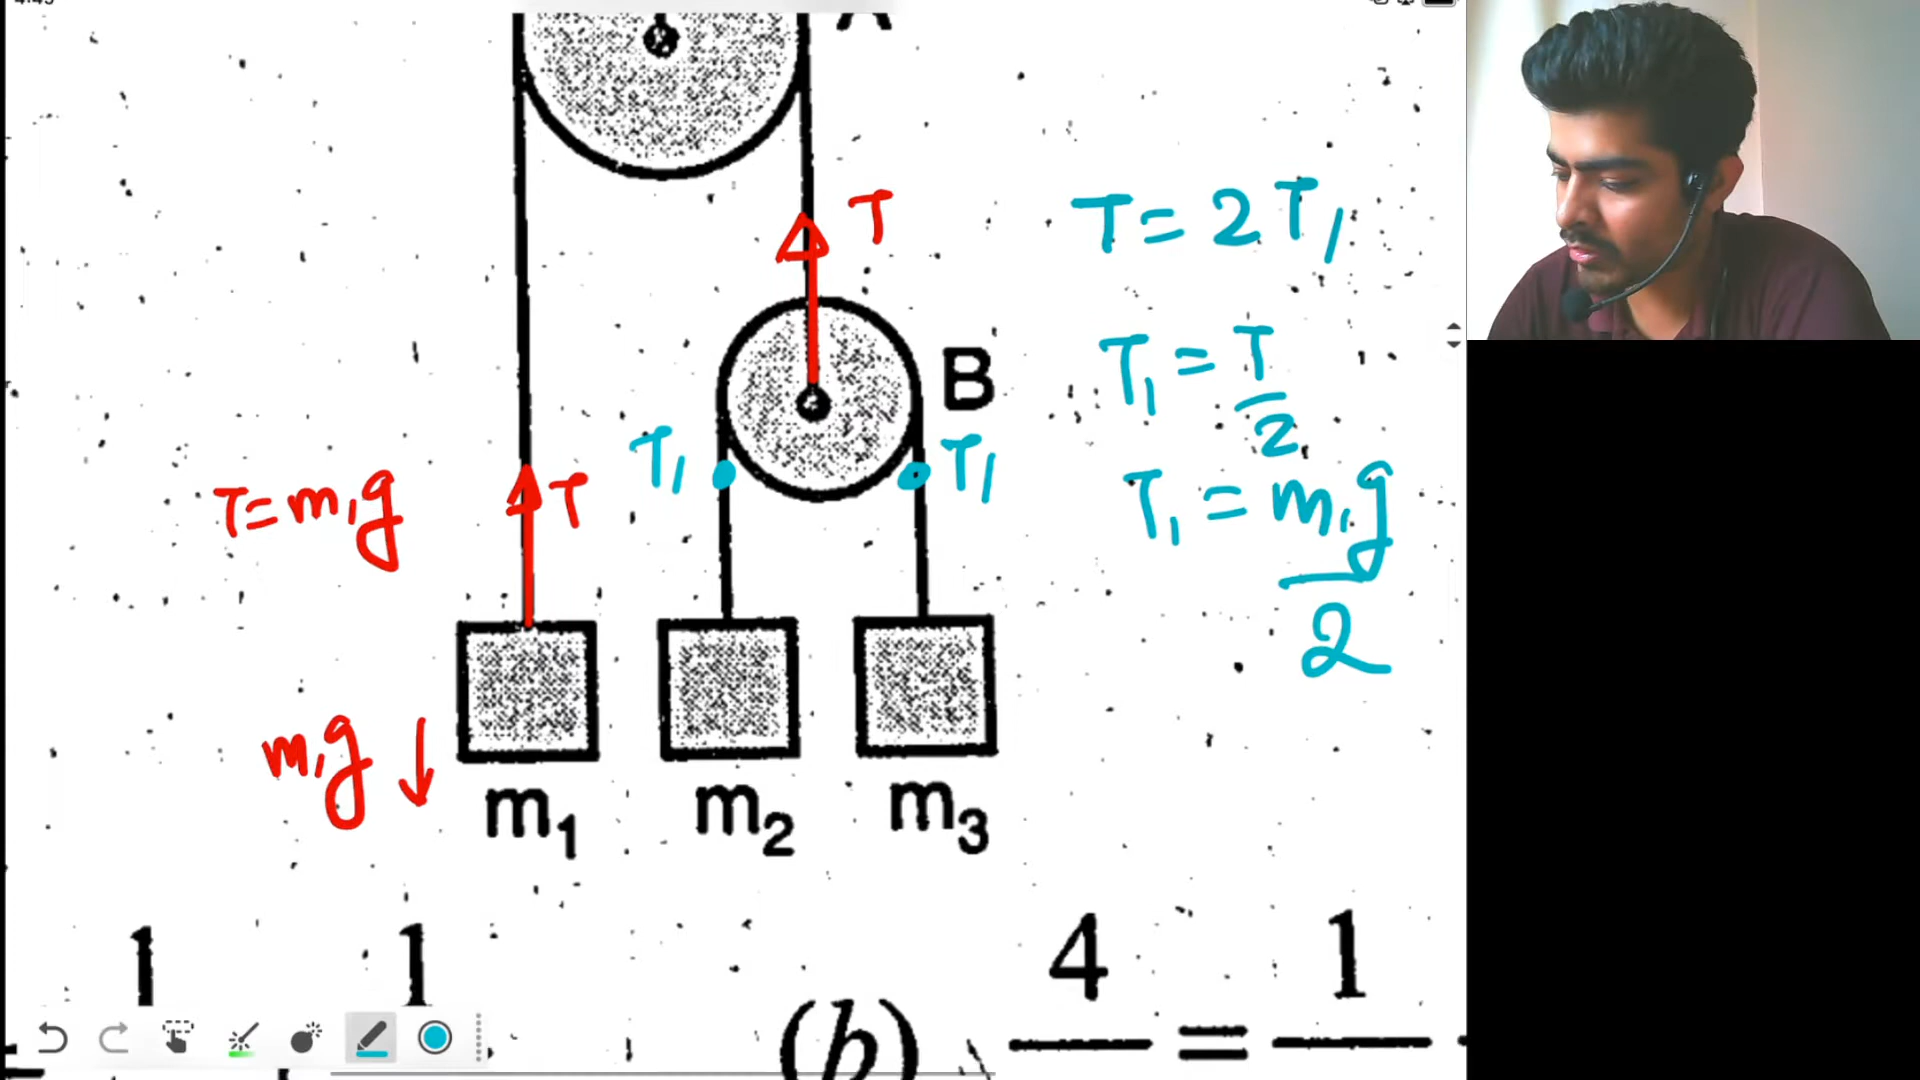 T
T = 2T₁
B
T₁ = T/2
T₁
T₁
T = m₁g
T
T₁ = m₁g/2
m₁g ↓
m₁
m₂
m₃
1
1
4
1
(b)
=